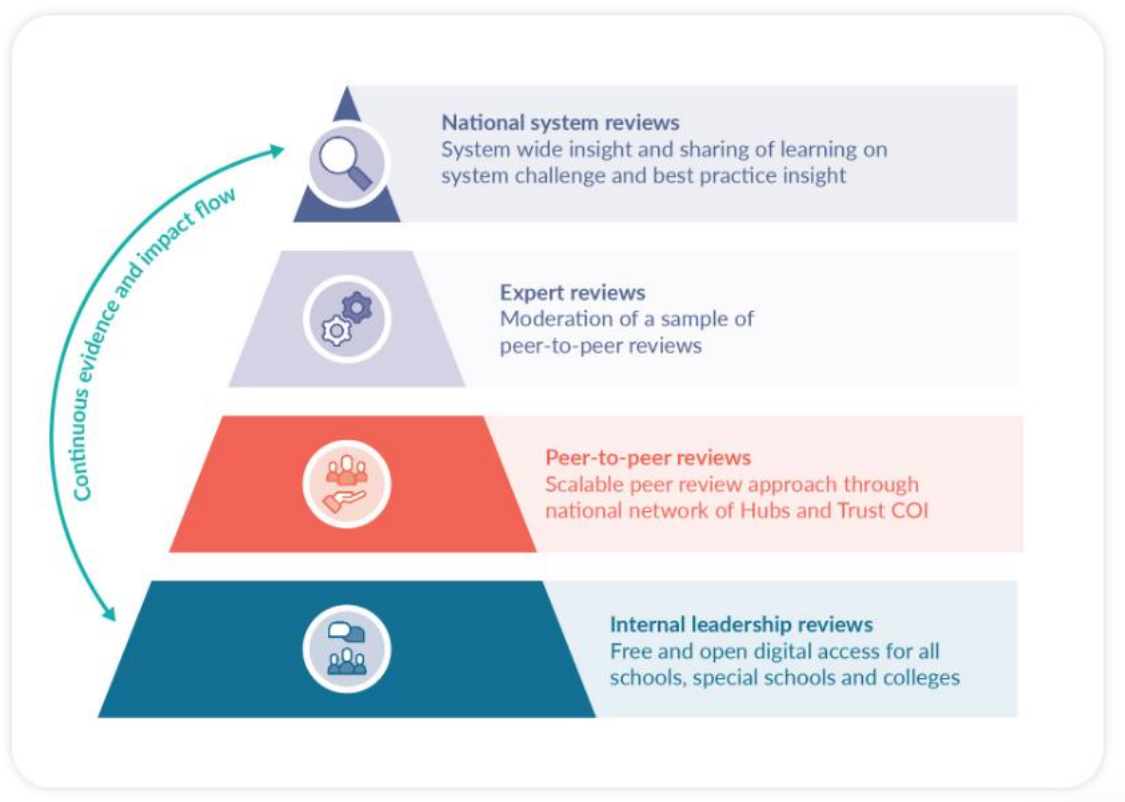 National system reviews
System wide insight and sharing of learning on
system challenge and best practice insight
Continuous evidence and impact flow
Expert reviews
Moderation of a sample of
peer-to-peer reviews
Peer-to-peer reviews
Scalable peer review approach through
national network of Hubs and Trust COI
Internal leadership reviews
Free and open digital access for all
schools, special schools and colleges